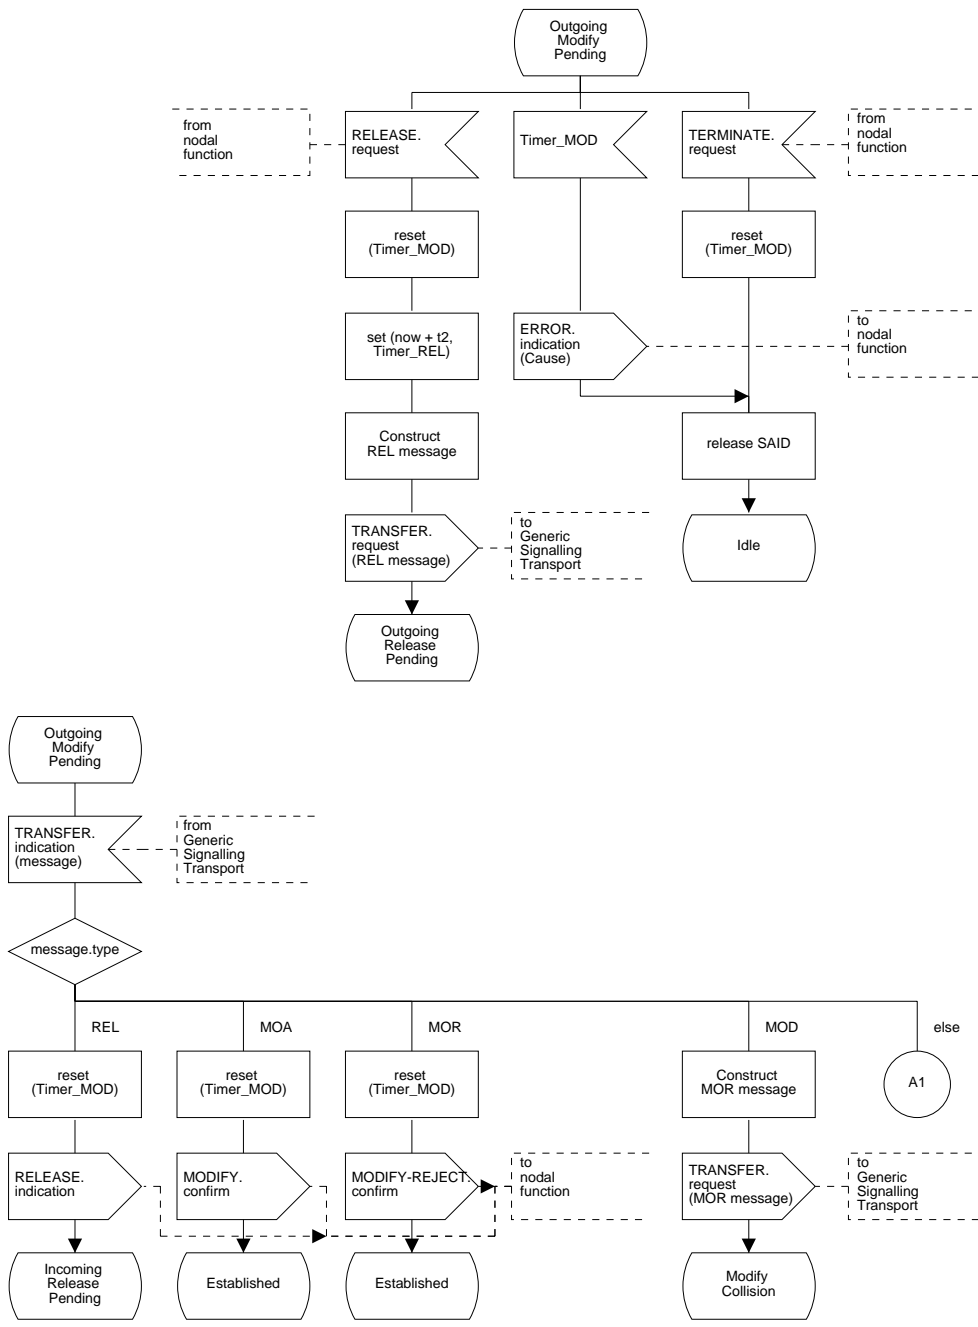 Outgoing
Modify
Pending
from
nodal
function
RELEASE.
request
Timer_MOD
TERMINATE.
request
from
nodal
function
reset
(Timer_MOD)
reset
(Timer_MOD)
set (now + t2,
Timer_REL)
ERROR.
indication
(Cause)
to
nodal
function
Construct
REL message
release SAID
TRANSFER.
request
(REL message)
to
Generic
Signalling
Transport
Idle
Outgoing
Release
Pending
Outgoing
Modify
Pending
TRANSFER.
indication
(message)
from
Generic
Signalling
Transport
message.type
REL
MOA
MOR
MOD
else
reset
(Timer_MOD)
reset
(Timer_MOD)
reset
(Timer_MOD)
Construct
MOR message
A1
RELEASE.
indication
MODIFY.
confirm
MODIFY-REJECT.
confirm
to
nodal
function
TRANSFER.
request
(MOR message)
to
Generic
Signalling
Transport
Incoming
Release
Pending
Established
Established
Modify
Collision